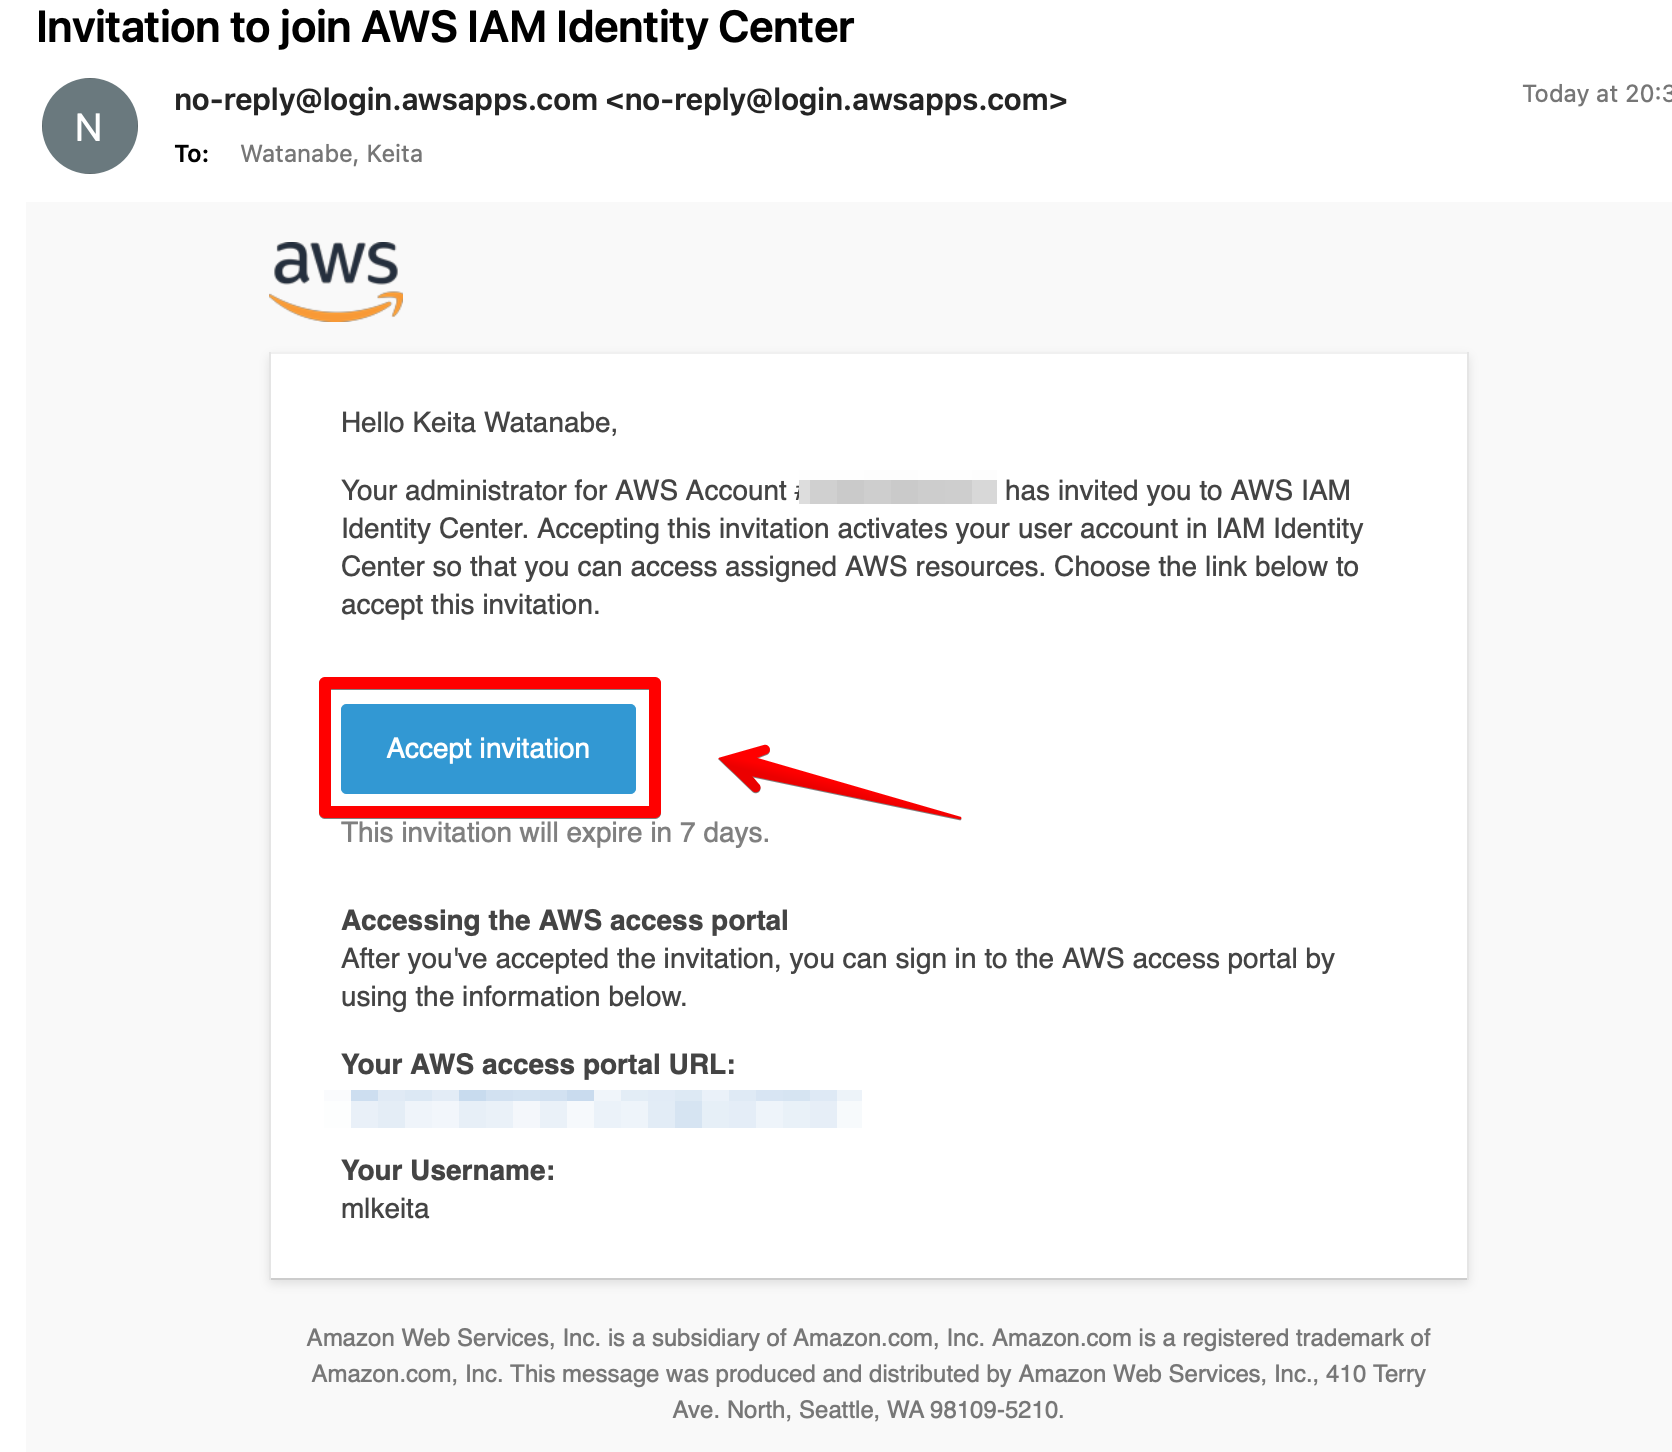 Invitation to join AWS IAM Identity Center
no-reply@login.awsapps.com <no-reply@login.awsapps.com>
Today at 20:3
N
To: Watanabe, Keita
aws
Hello Keita Watanabe,
Your administrator for AWS Account # has invited you to AWS IAM
Identity Center. Accepting this invitation activates your user account in IAM Identity
Center so that you can access assigned AWS resources. Choose the link below to
accept this invitation.
Accept invitation
This invitation will expire in 7 days.
Accessing the AWS access portal
After you've accepted the invitation, you can sign in to the AWS access portal by
using the information below.
Your AWS access portal URL:
Your Username:
mlkeita
Amazon Web Services, Inc. is a subsidiary of Amazon.com, Inc. Amazon.com is a registered trademark of
Amazon.com, Inc. This message was produced and distributed by Amazon Web Services, Inc., 410 Terry
Ave. North, Seattle, WA 98109-5210.